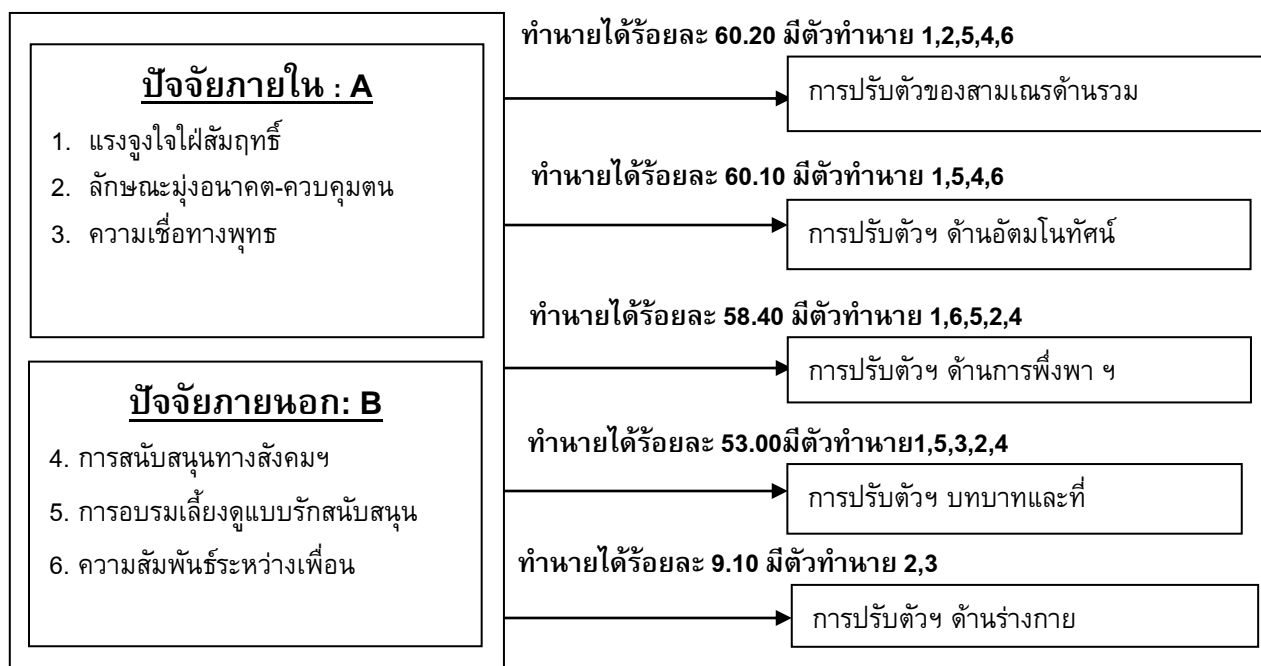 ปัจจัยภายใน : A
1. แรงจูงใจใฝ่สัมฤทธิ์
2. ลักษณะมุ่งอนาคต-ควบคุมตน
3. ความเชื่อทางพุทธ
ปัจจัยภายนอก: B
4. การสนับสนุนทางสังคมฯ
5. การอบรมเลี้ยงดูแบบรักสนับสนุน
6. ความสัมพันธ์ระหว่างเพื่อน
ทำนายได้ร้อยละ 60.20 มีตัวทำนาย 1,2,5,4,6
การปรับตัวของสามเณรด้านรวม
ทำนายได้ร้อยละ 60.10 มีตัวทำนาย 1,5,4,6
การปรับตัวฯ ด้านอัตมโนทัศน์
ทำนายได้ร้อยละ 58.40 มีตัวทำนาย 1,6,5,2,4
การปรับตัวฯ ด้านการพึ่งพา ฯ
ทำนายได้ร้อยละ 53.00มีตัวทำนาย1,5,3,2,4
การปรับตัวฯ บทบาทและที่
ทำนายได้ร้อยละ 9.10 มีตัวทำนาย 2,3
การปรับตัวฯ ด้านร่างกาย